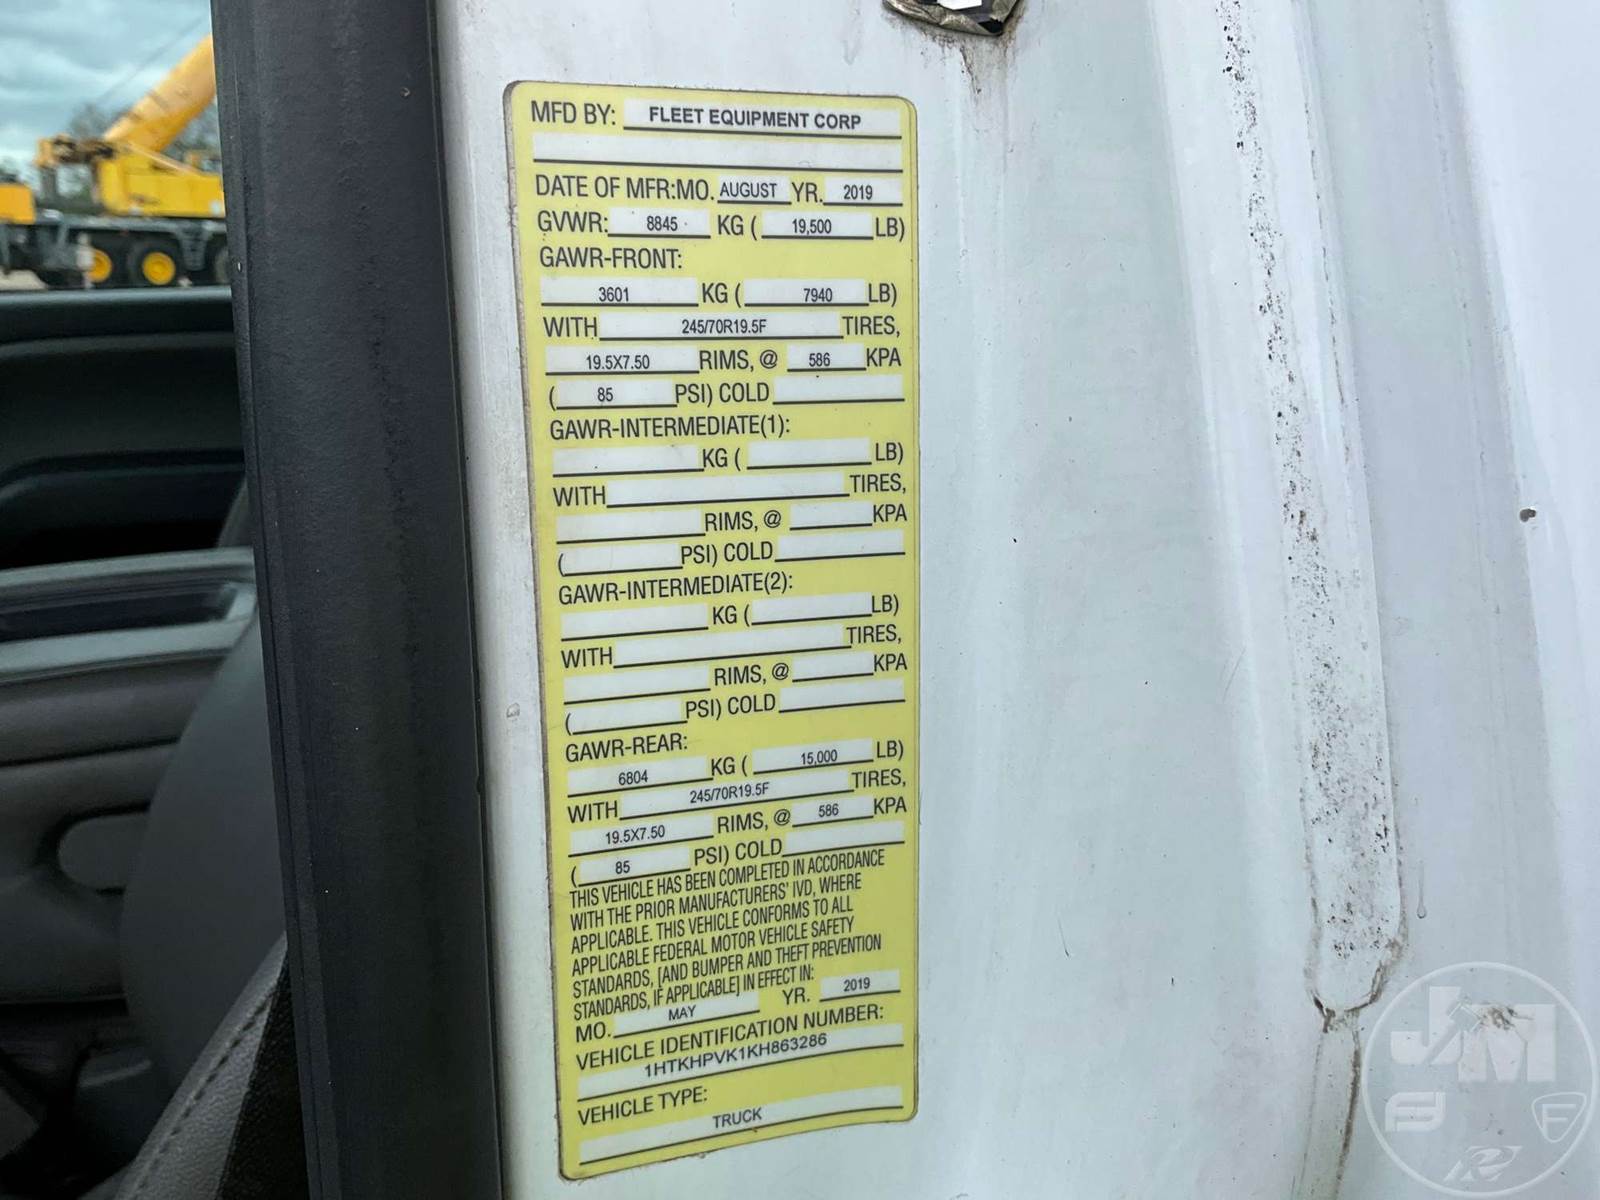 MFD BY: FLEET EQUIPMENT CORP
DATE OF MFR:MO. AUGUST YR. 2019
GVWR: 8845 KG ( 19,500 LB)
GAWR-FRONT:
3601 KG ( 7940 LB)
WITH 245/70R19.5F TIRES,
19.5X7.50 RIMS, @ 586 KPA
( 85 PSI) COLD
GAWR-INTERMEDIATE(1):
KG ( LB)
WITH TIRES,
RIMS, @ KPA
( PSI) COLD
GAWR-INTERMEDIATE(2):
KG ( LB)
WITH TIRES,
RIMS, @ KPA
( PSI) COLD
GAWR-REAR:
6804 KG ( 15,000 LB)
WITH 245/70R19.5F TIRES,
19.5X7.50 RIMS, @ 586 KPA
( 85 PSI) COLD
THIS VEHICLE HAS BEEN COMPLETED IN ACCORDANCE
WITH THE PRIOR MANUFACTURERS' IVD, WHERE
APPLICABLE. THIS VEHICLE CONFORMS TO ALL
APPLICABLE FEDERAL MOTOR VEHICLE SAFETY
STANDARDS, [AND BUMPER AND THEFT PREVENTION
STANDARDS, IF APPLICABLE] IN EFFECT IN:
MO. MAY YR. 2019
VEHICLE IDENTIFICATION NUMBER:
1HTKHPVK1KH863286
VEHICLE TYPE:
TRUCK
JM